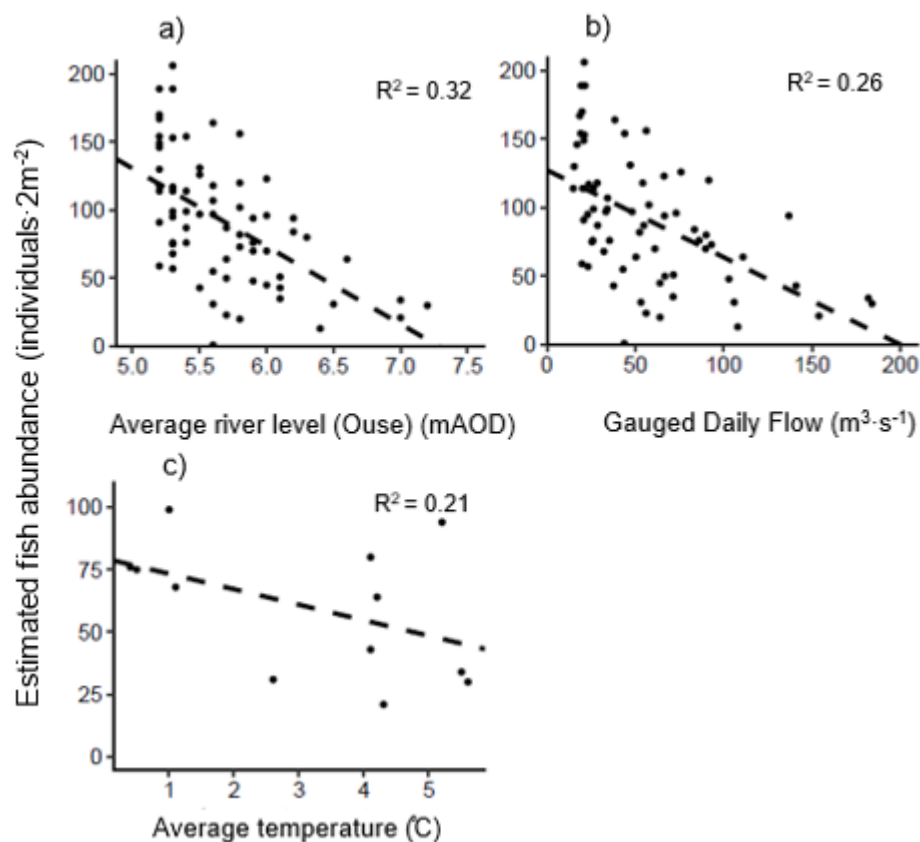 a)
R² = 0.32
200
150
100
50
0
5.0 5.5 6.0 6.5 7.0 7.5
Average river level (Ouse) (mAOD)
b)
R² = 0.26
200
150
100
50
0
0 50 100 150 200
Gauged Daily Flow (m³·s⁻¹)
Estimated fish abundance (individuals·2m⁻²)
c)
R² = 0.21
100
75
50
25
0
1 2 3 4 5
Average temperature (℃)